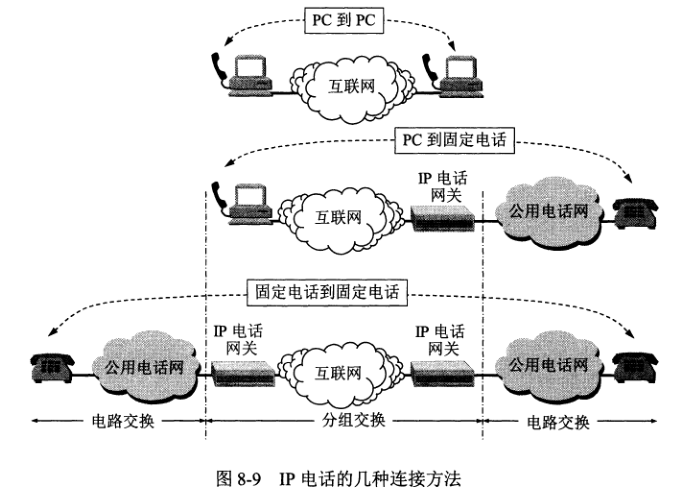 PC 到 PC
互联网
PC 到固定电话
IP 电话
网关
互联网
公用电话网
固定电话到固定电话
IP 电话
网关
IP 电话
网关
公用电话网
互联网
公用电话网
电路交换
分组交换
电路交换
图 8-9 IP 电话的几种连接方法